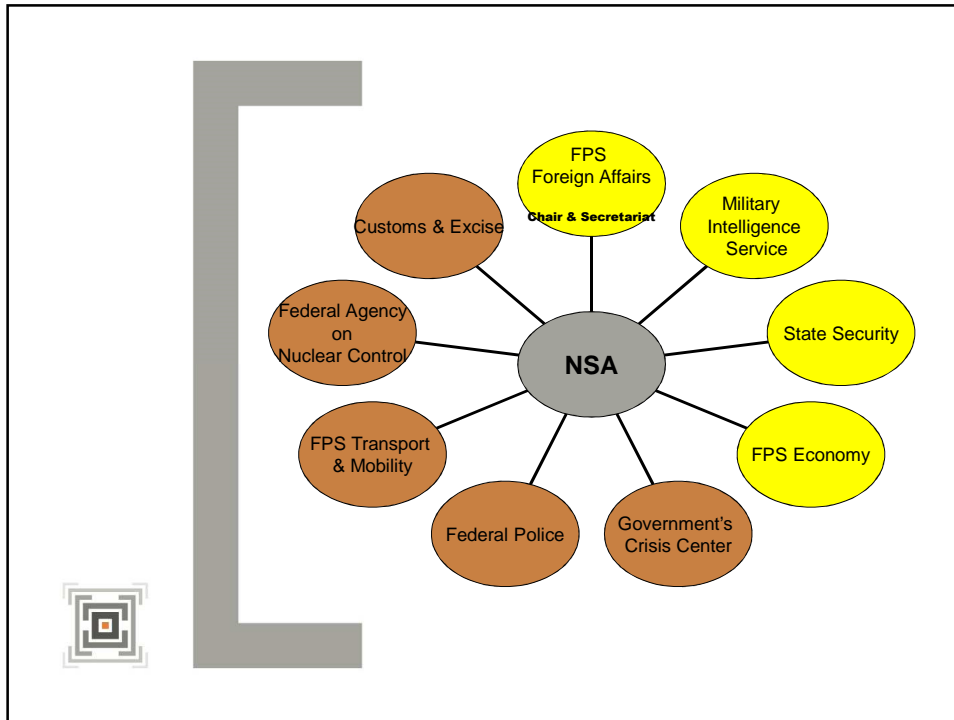 FPS
Foreign Affairs
Chair & Secretariat
Military
Intelligence
Service
State Security
FPS Economy
Government's
Crisis Center
Federal Police
FPS Transport
& Mobility
Federal Agency
on
Nuclear Control
Customs & Excise
NSA